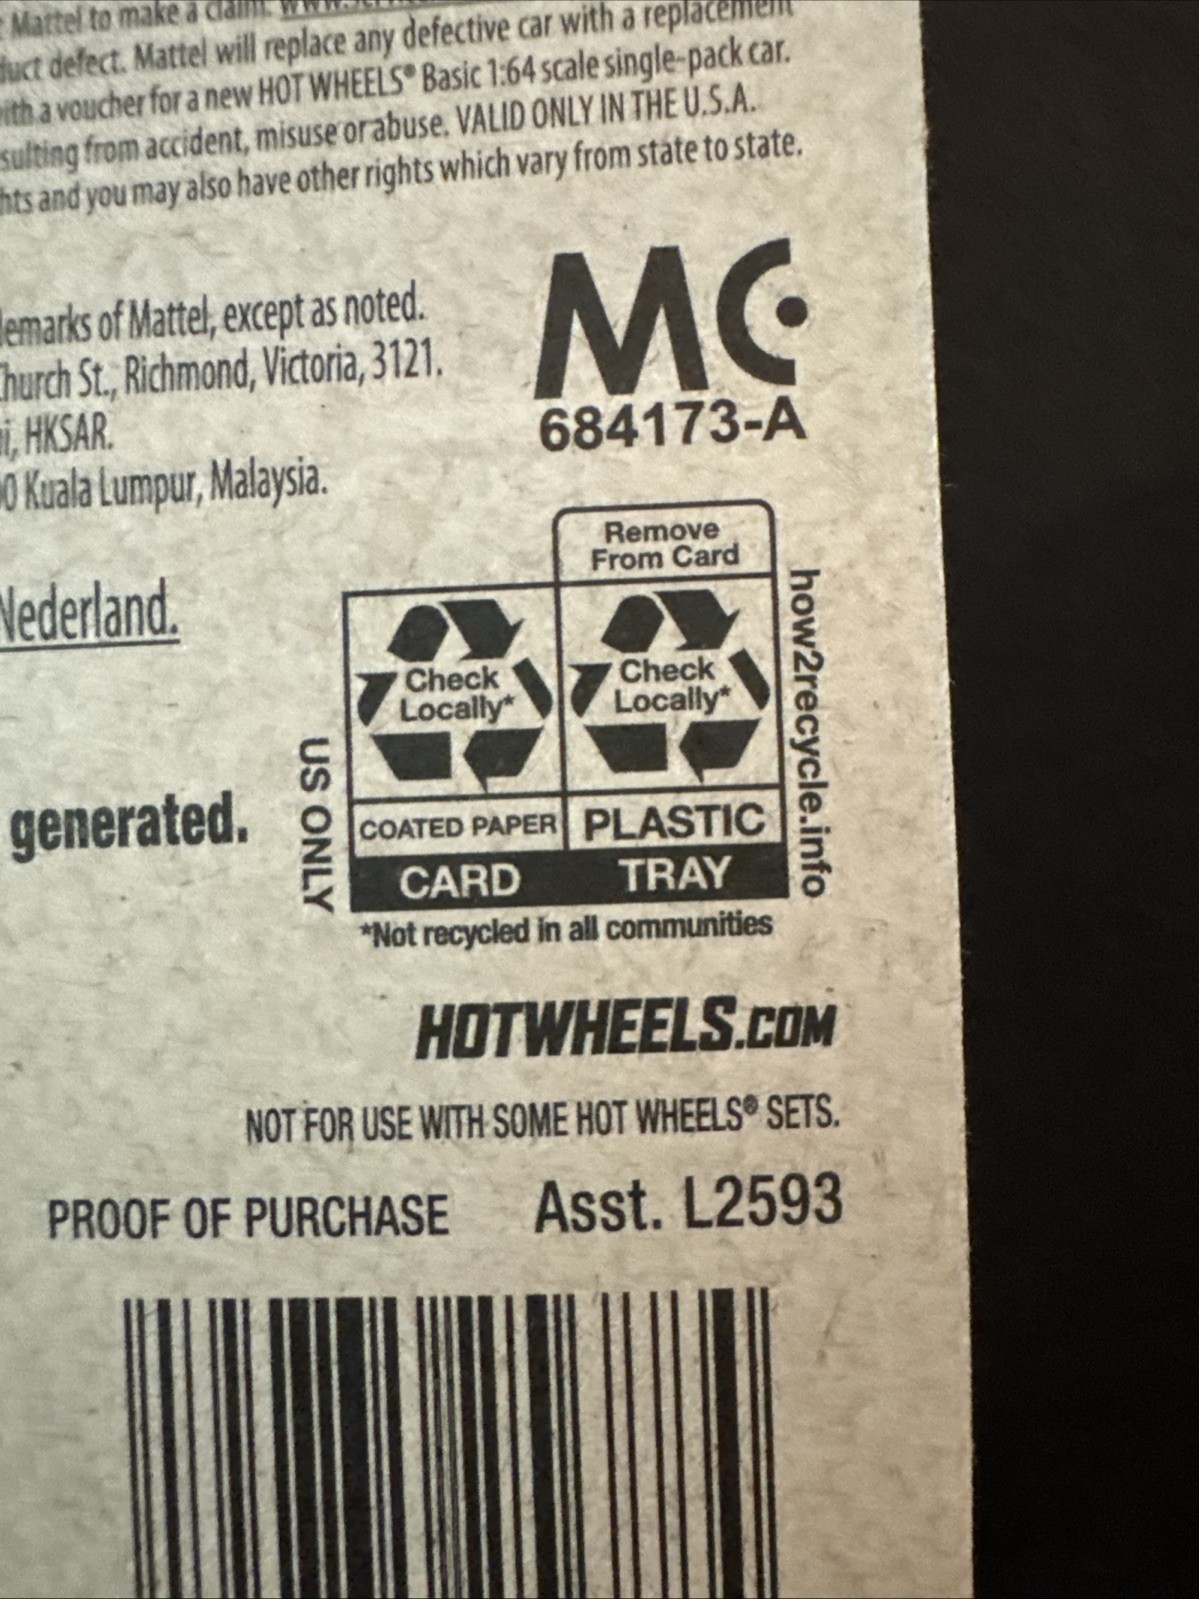 Mattel to make a claim.
duct defect. Mattel will replace any defective car with a replacement
with a voucher for a new HOT WHEELS® Basic 1:64 scale single-pack car.
sulting from accident, misuse or abuse. VALID ONLY IN THE U.S.A.
hts and you may also have other rights which vary from state to state.
MC
684173-A
demarks of Mattel, except as noted.
Church St., Richmond, Victoria, 3121.
i, HKSAR.
00 Kuala Lumpur, Malaysia.
Nederland.
generated.
US ONLY
Remove
From Card
Check
Locally*
Check
Locally*
COATED PAPER
PLASTIC
CARD
TRAY
how2recycle.info
*Not recycled in all communities
HOTWHEELS.COM
NOT FOR USE WITH SOME HOT WHEELS® SETS.
PROOF OF PURCHASE Asst. L2593